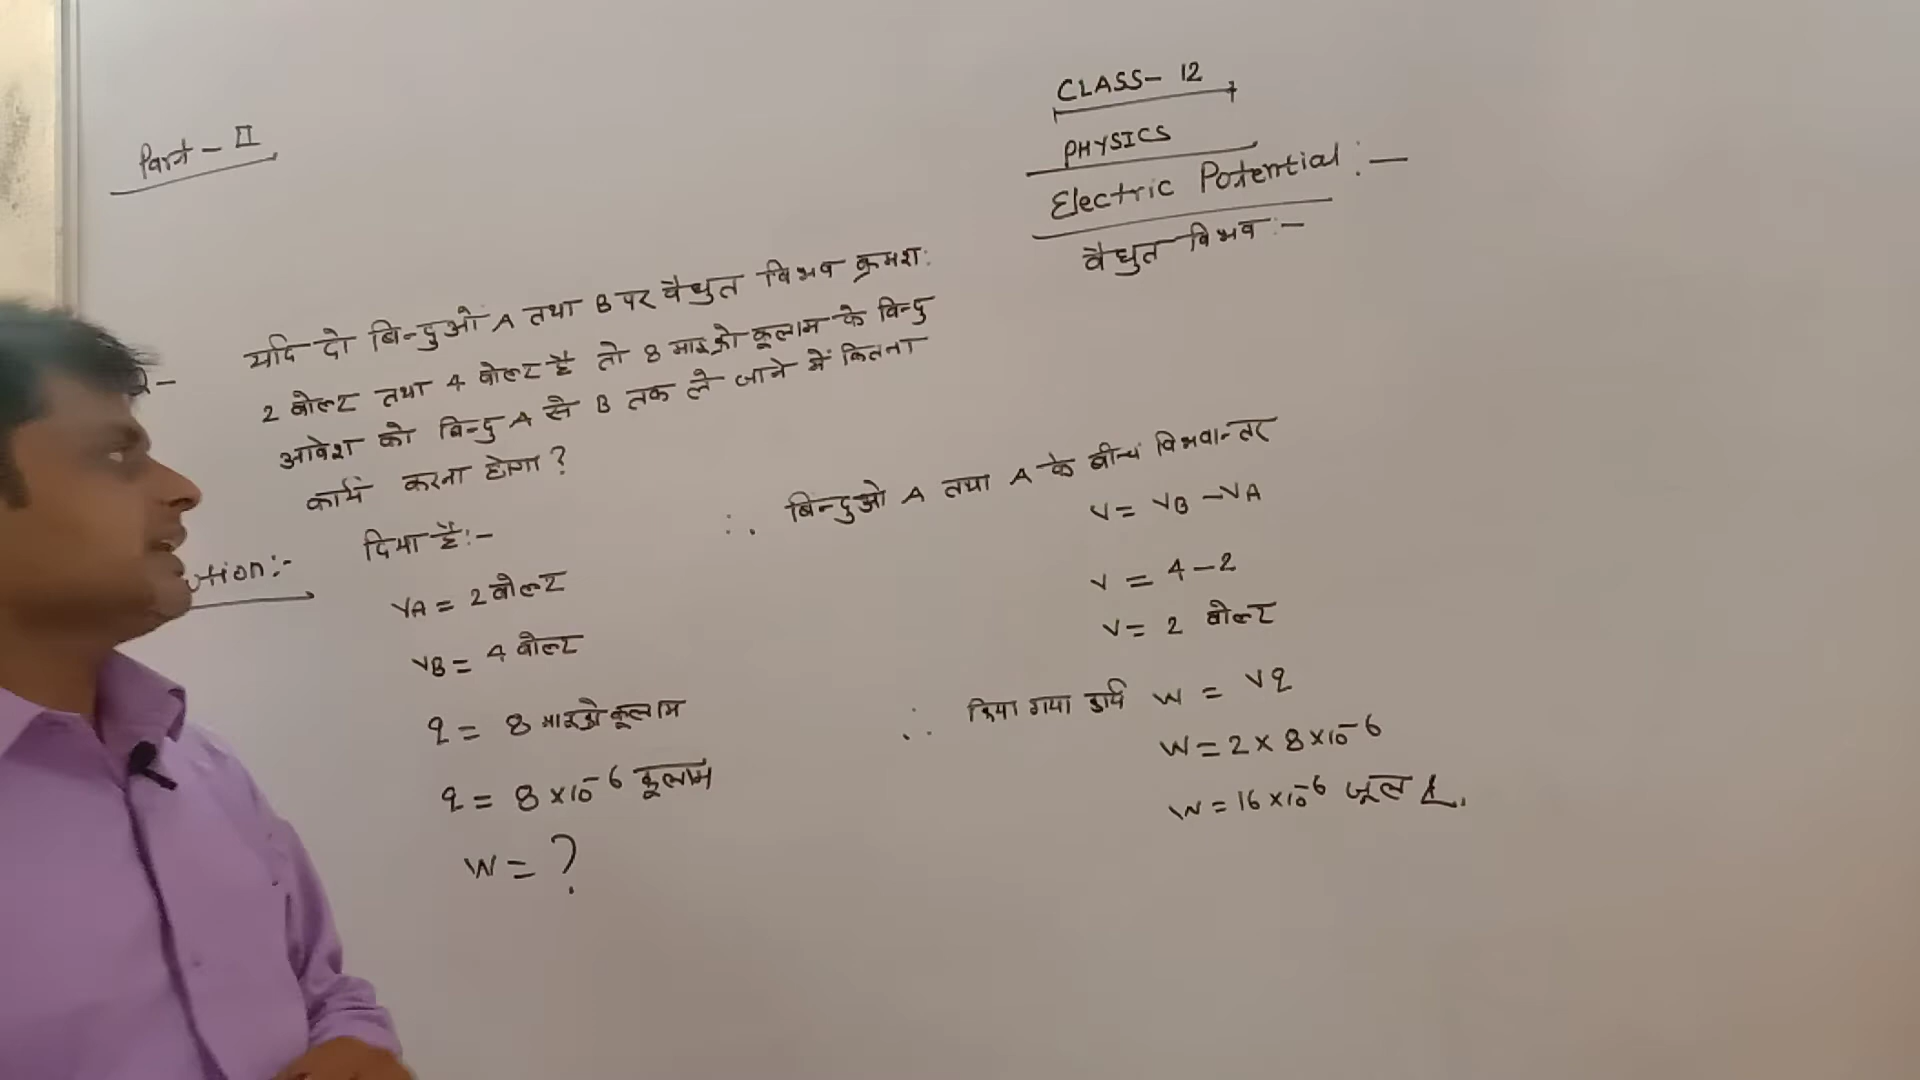 Part - II
CLASS- 12
PHYSICS
Electric Potential :-
वैद्युत विभव :-
Q- यदि दो बिन्दुओं A तथा B पर वैद्युत विभव क्रमश:
2 वोल्ट तथा 4 वोल्ट है तो 8 माइक्रो कूलाम के बिन्दु
आवेश को बिन्दु A से B तक ले जाने में कितना
कार्य करना होगा ?
ution:- दिया है:-
VA = 2 वोल्ट
VB = 4 वोल्ट
q = 8 माइक्रो कूलाम
q = 8 × 10⁻⁶ कूलाम
W = ?
∴ बिन्दुओ A तथा A के बीच विभवान्तर
V = VB - VA
V = 4 - 2
V = 2 वोल्ट
∴ किया गया कार्य W = Vq
W = 2 × 8 × 10⁻⁶
W = 16 × 10⁻⁶ जूल